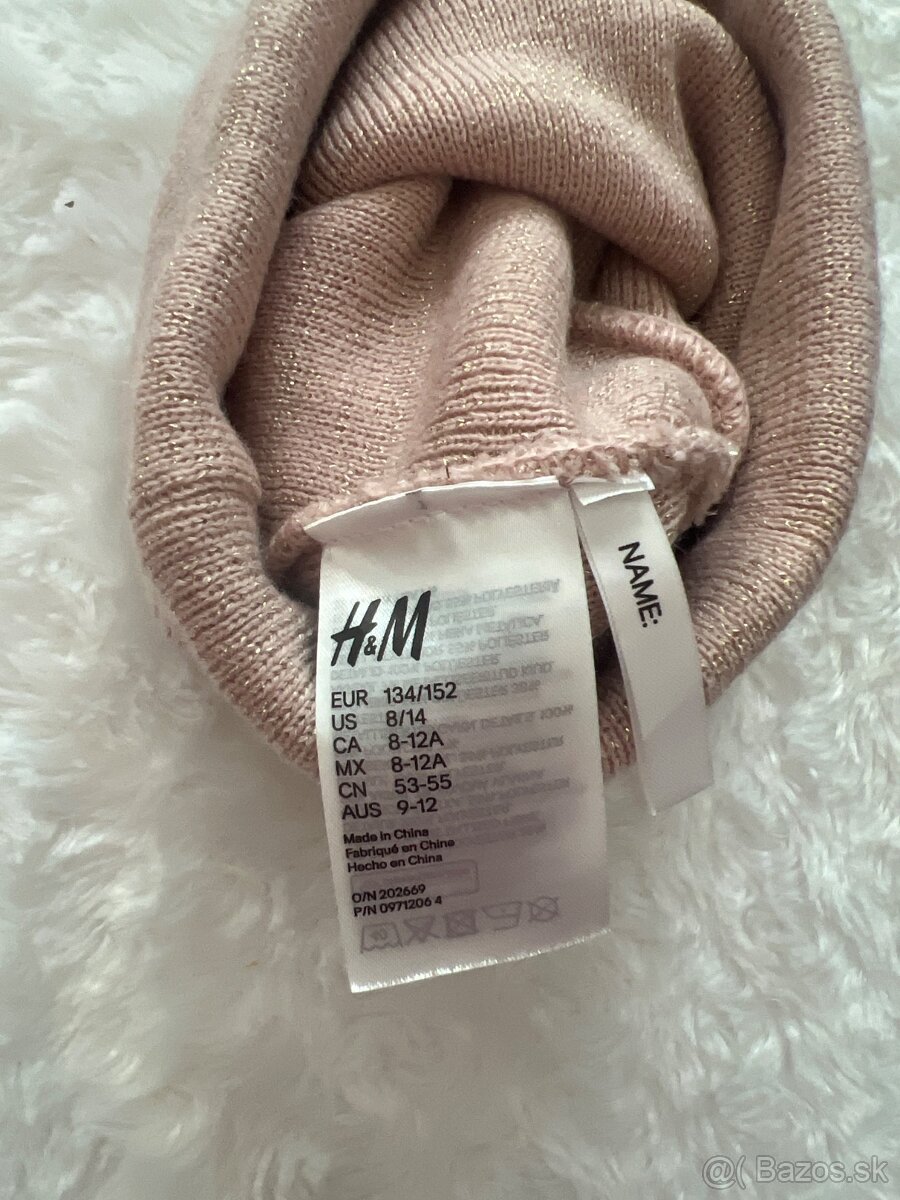 H&M
EUR 134/152
US 8/14
CA 8-12A
MX 8-12A
CN 53-55
AUS 9-12
Made in China
Fabriqué en Chine
Hecho en China
O/N 202669
P/N 0971206 4
NAME:
@( Bazos.sk